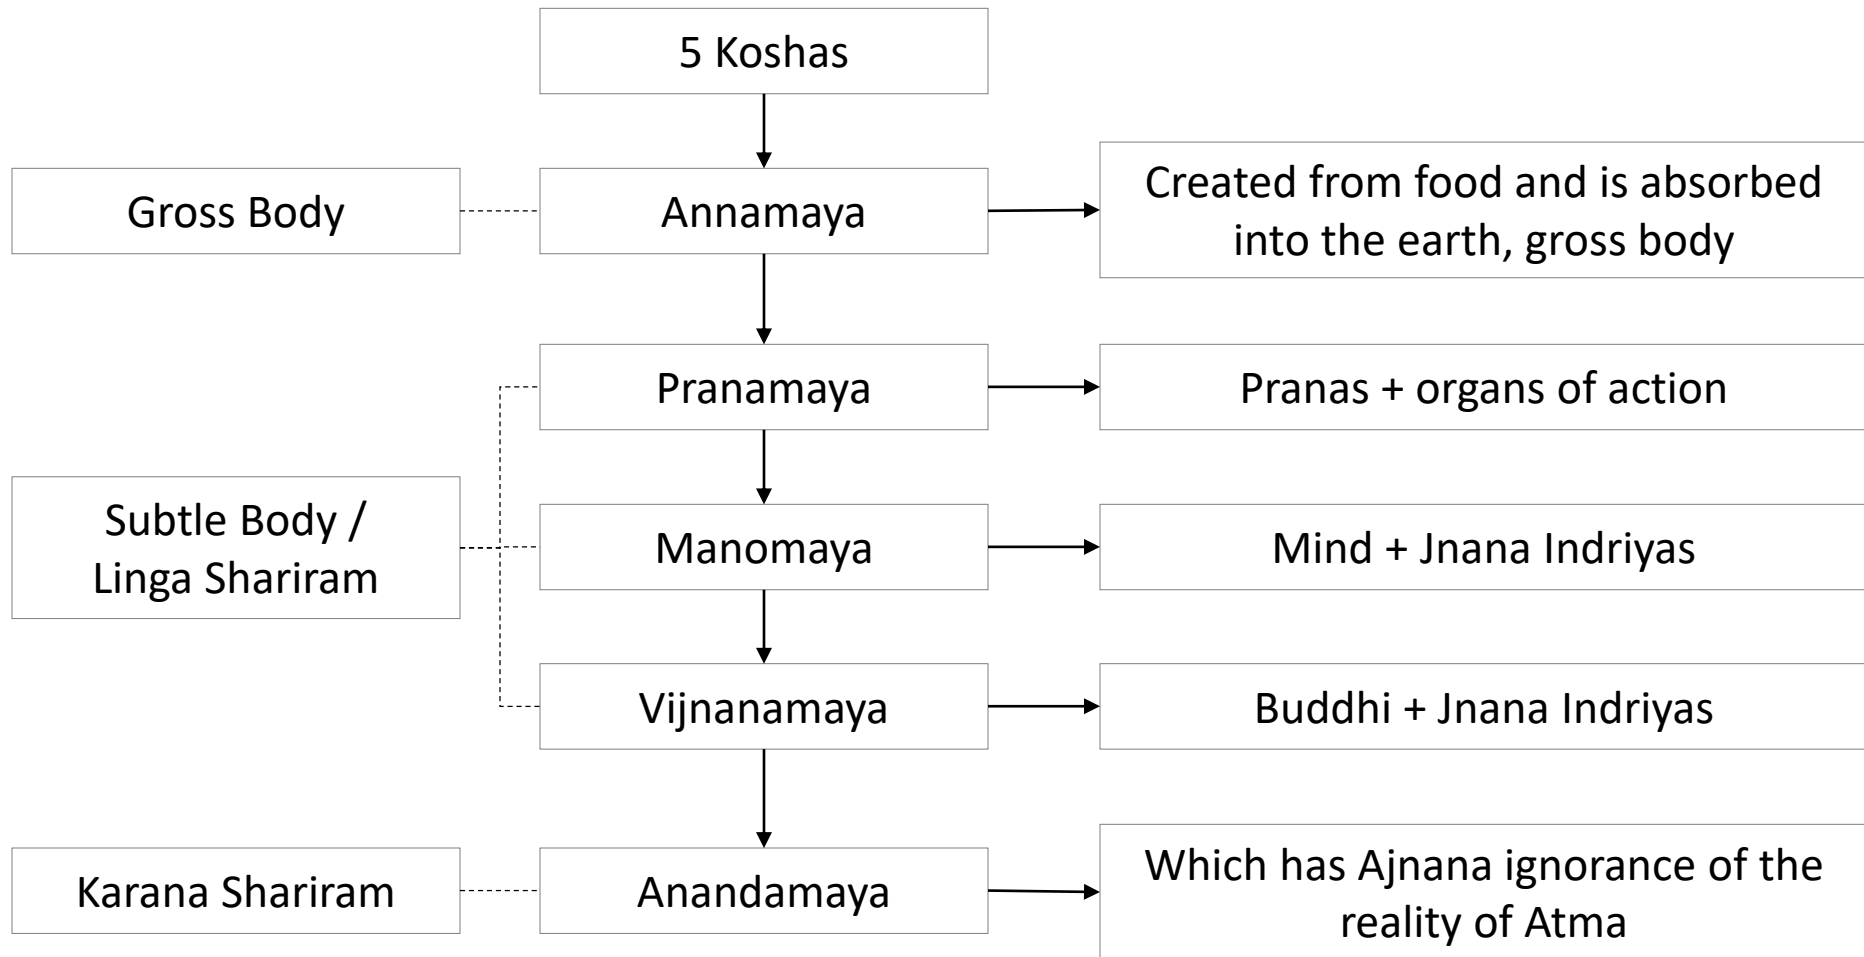 5 Koshas
Gross Body
Annamaya
Created from food and is absorbed
into the earth, gross body
Pranamaya
Pranas + organs of action
Subtle Body /
Linga Shariram
Manomaya
Mind + Jnana Indriyas
Vijnanamaya
Buddhi + Jnana Indriyas
Karana Shariram
Anandamaya
Which has Ajnana ignorance of the
reality of Atma